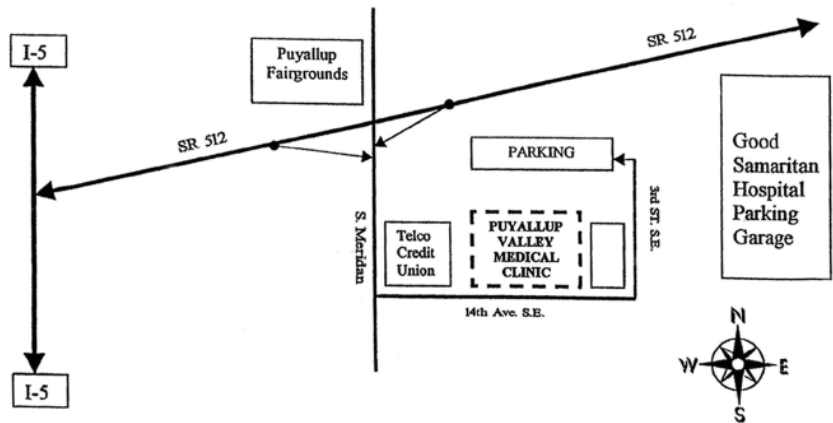 I-5
Puyallup
Fairgrounds
SR 512
SR 512
PARKING
Good
Samaritan
Hospital
Parking
Garage
3rd ST. S.E.
S. Meridan
Telco
Credit
Union
PUYALLUP
VALLEY
MEDICAL
CLINIC
14th Ave. S.E.
I-5
N
W
E
S